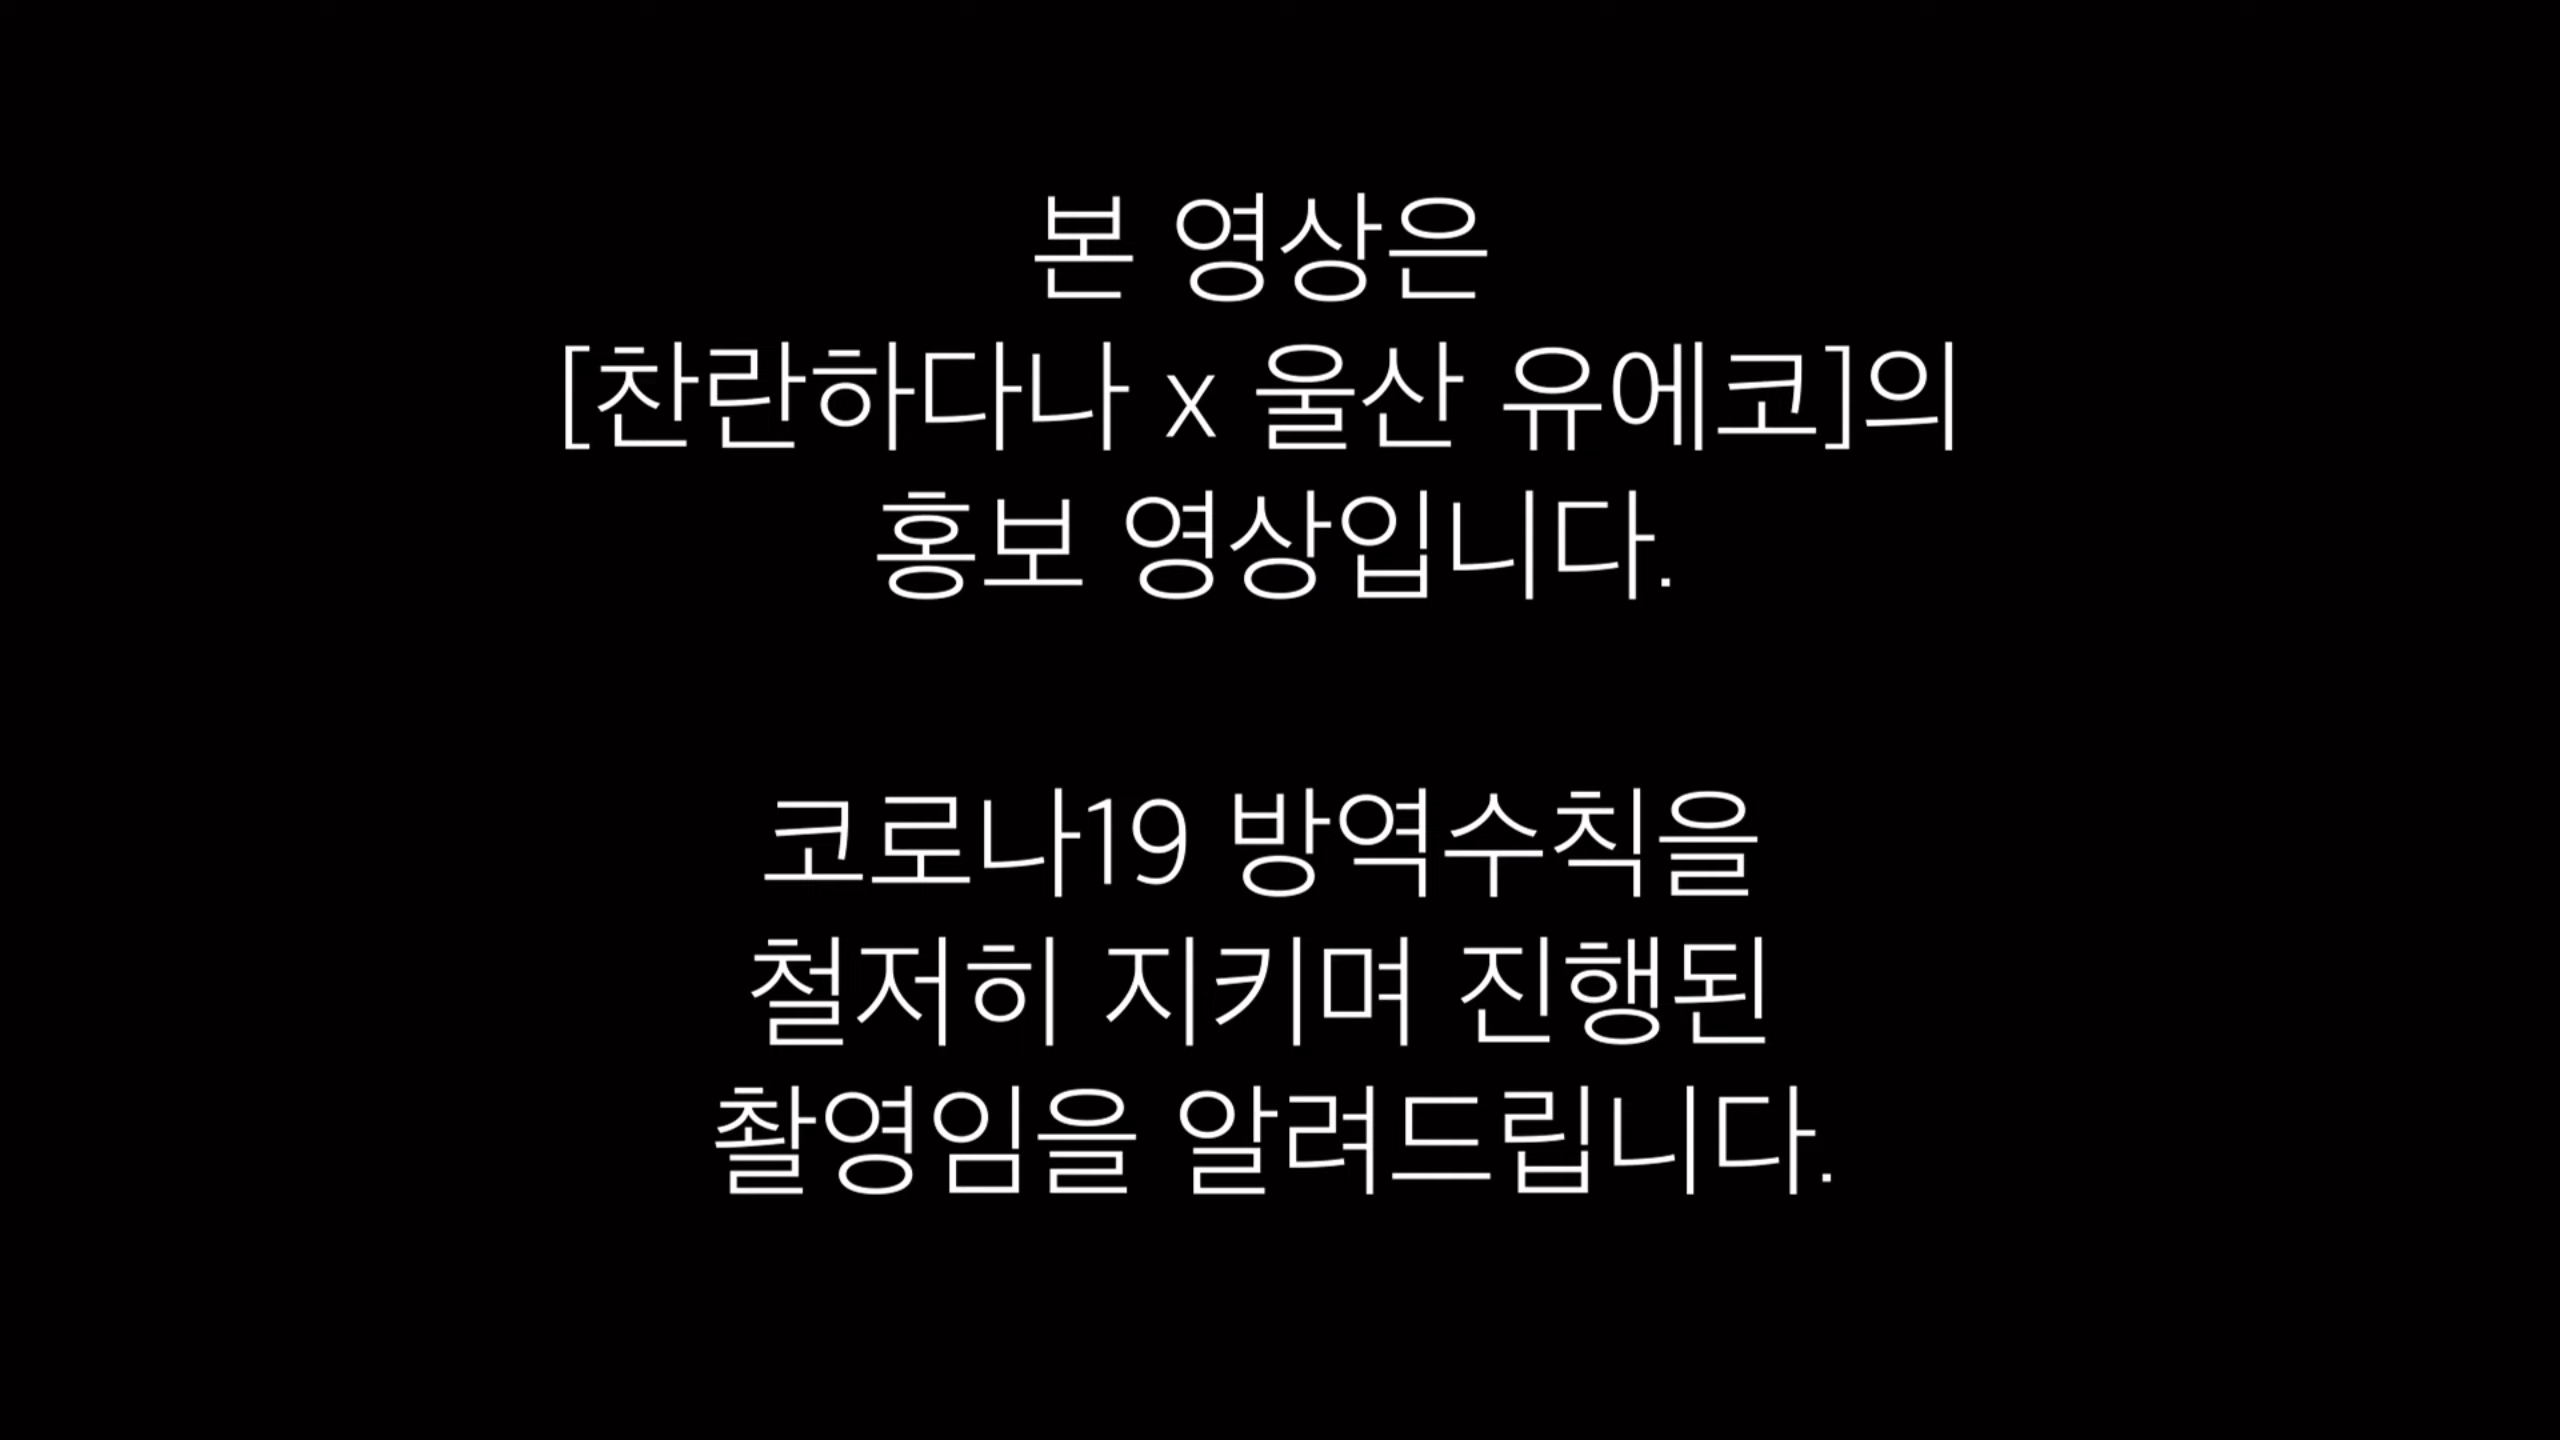 본 영상은
[찬란하다나 x 울산 유에코]의
홍보 영상입니다.
코로나19 방역수칙을
철저히 지키며 진행된
촬영임을 알려드립니다.